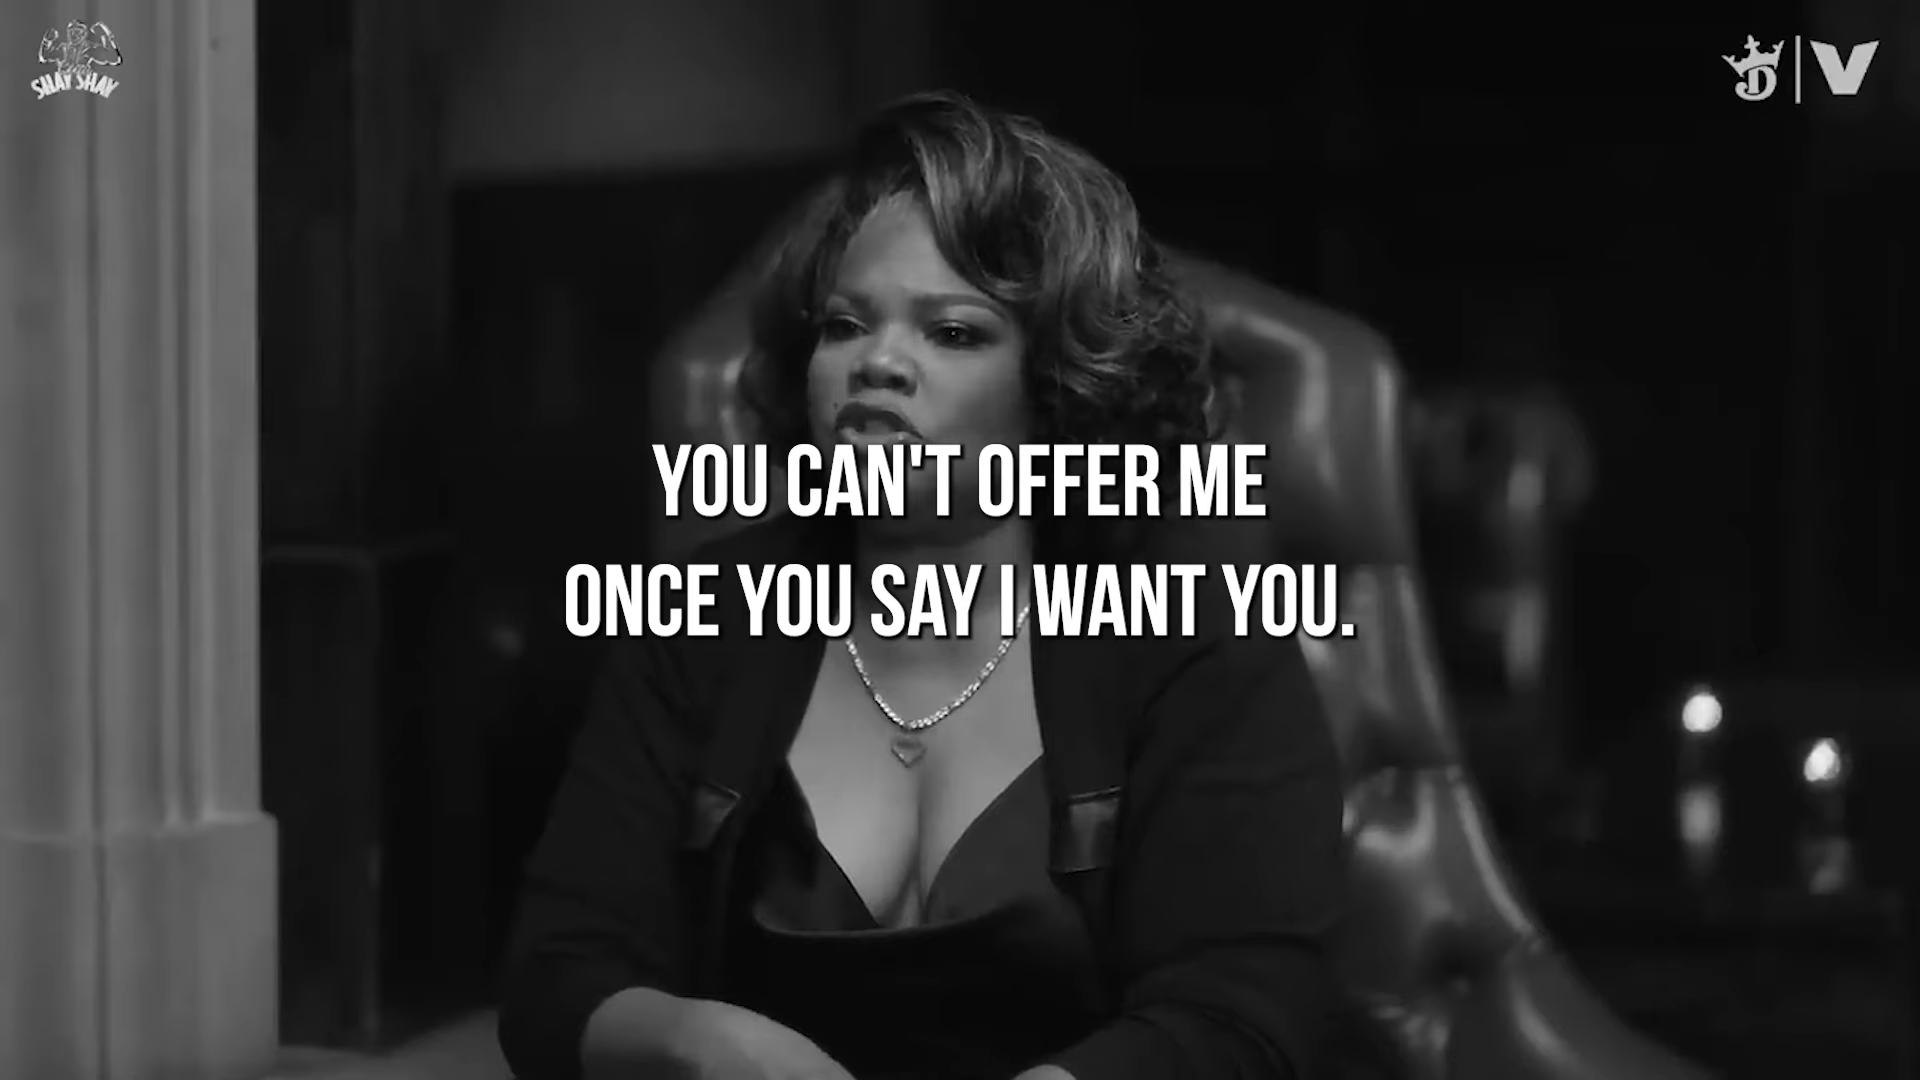 SHAY SHAY
D
V
YOU CAN'T OFFER ME
ONCE YOU SAY I WANT YOU.